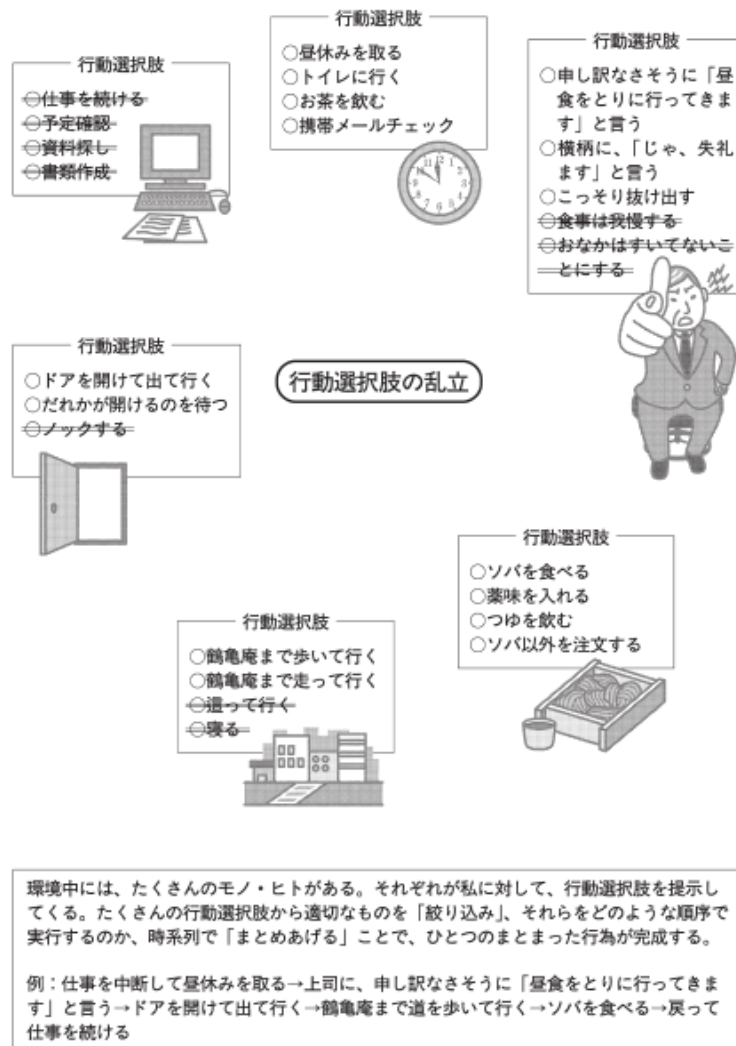 行動選択肢
○仕事を続ける
○予定確認
○資料探し
○書類作成
行動選択肢
○昼休みを取る
○トイレに行く
○お茶を飲む
○携帯メールチェック
行動選択肢
○申し訳なさそうに「昼
食をとりに行ってきま
す」と言う
○横柄に、「じゃ、失礼
ます」と言う
○こっそり抜け出す
○食事は我慢する
○おなかはすいてないこ
とにする
行動選択肢
○ドアを開けて出て行く
○だれかが開けるのを待つ
○ノックする
行動選択肢の乱立
行動選択肢
○ソバを食べる
○薬味を入れる
○つゆを飲む
○ソバ以外を注文する
行動選択肢
○鶴亀庵まで歩いて行く
○鶴亀庵まで走って行く
○這って行く
○寝る
環境中には、たくさんのモノ・ヒトがある。それぞれが私に対して、行動選択肢を提示し
てくる。たくさんの行動選択肢から適切なものを「絞り込み」、それらをどのような順序で
実行するのか、時系列で「まとめあげる」ことで、ひとつのまとまった行為が完成する。
例：仕事を中断して昼休みを取る→上司に、申し訳なさそうに「昼食をとりに行ってきま
す」と言う→ドアを開けて出て行く→鶴亀庵まで道を歩いて行く→ソバを食べる→戻って
仕事を続ける